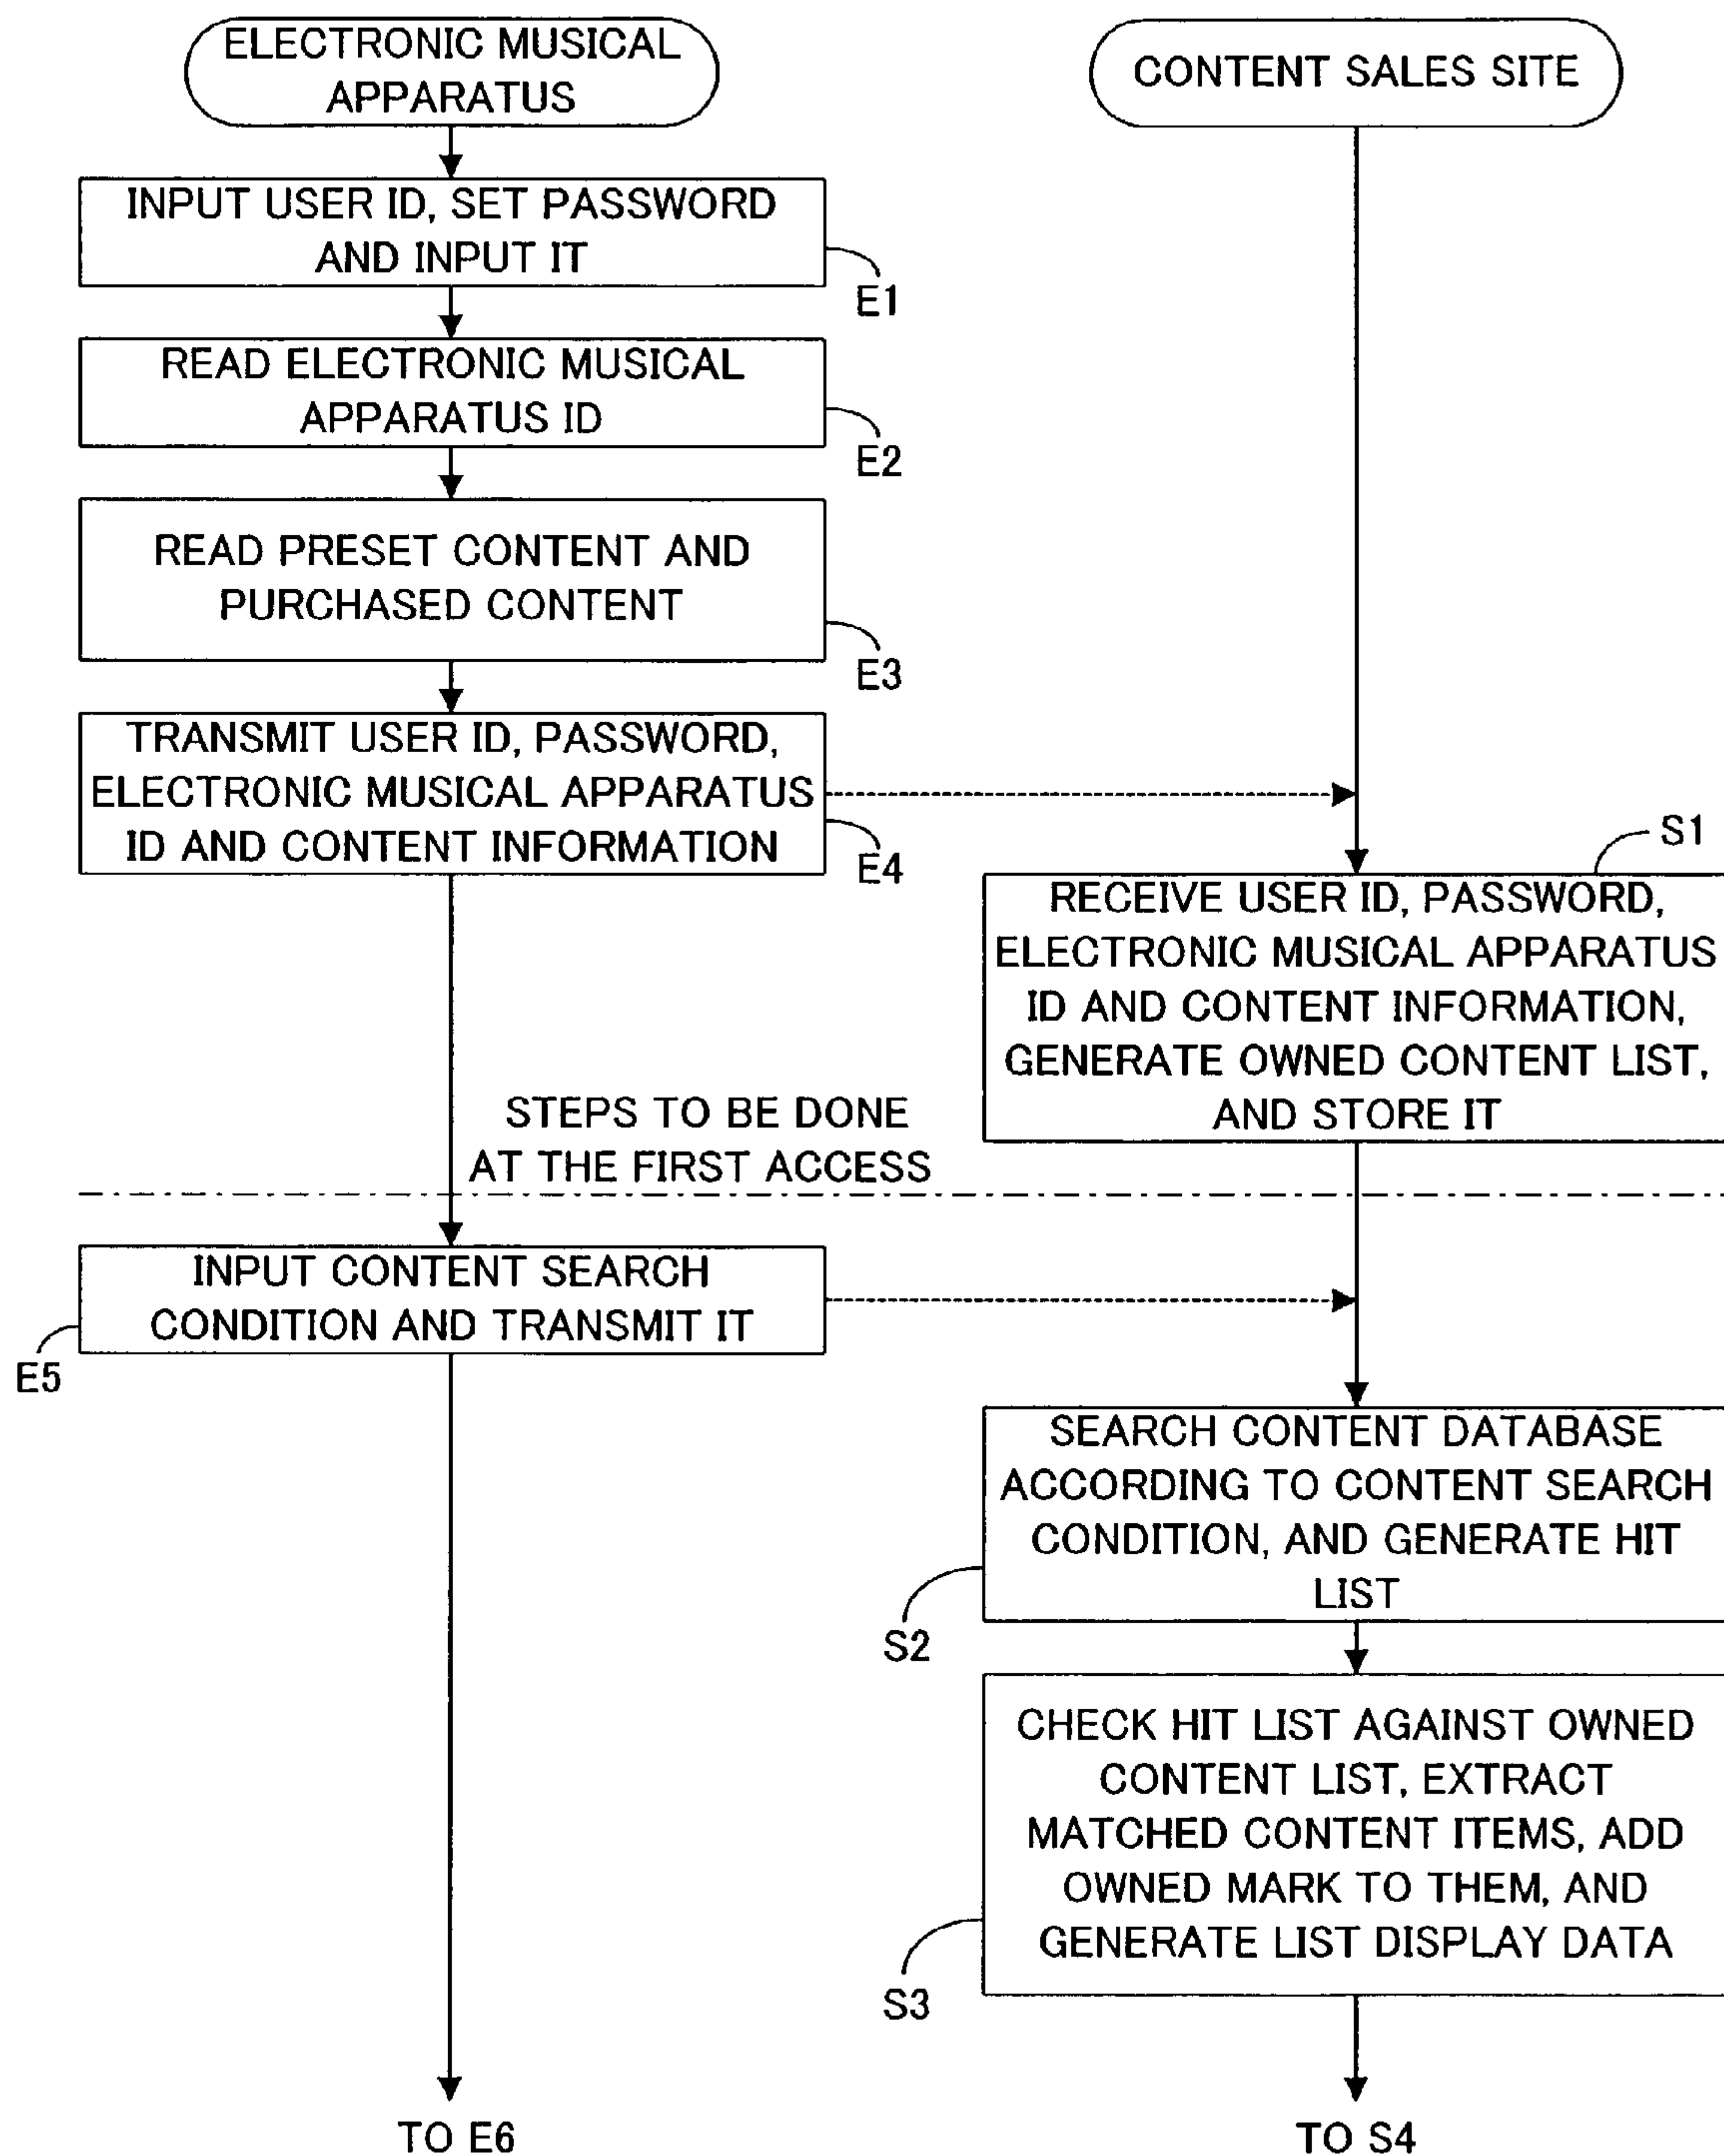 ELECTRONIC MUSICAL
APPARATUS
CONTENT SALES SITE
INPUT USER ID, SET PASSWORD
AND INPUT IT
E1
READ ELECTRONIC MUSICAL
APPARATUS ID
E2
READ PRESET CONTENT AND
PURCHASED CONTENT
E3
TRANSMIT USER ID, PASSWORD,
ELECTRONIC MUSICAL APPARATUS
ID AND CONTENT INFORMATION
E4
S1
RECEIVE USER ID, PASSWORD,
ELECTRONIC MUSICAL APPARATUS
ID AND CONTENT INFORMATION,
GENERATE OWNED CONTENT LIST,
AND STORE IT
STEPS TO BE DONE
AT THE FIRST ACCESS
INPUT CONTENT SEARCH
CONDITION AND TRANSMIT IT
E5
SEARCH CONTENT DATABASE
ACCORDING TO CONTENT SEARCH
CONDITION, AND GENERATE HIT
LIST
S2
CHECK HIT LIST AGAINST OWNED
CONTENT LIST, EXTRACT
MATCHED CONTENT ITEMS, ADD
OWNED MARK TO THEM, AND
GENERATE LIST DISPLAY DATA
S3
TO E6
TO S4